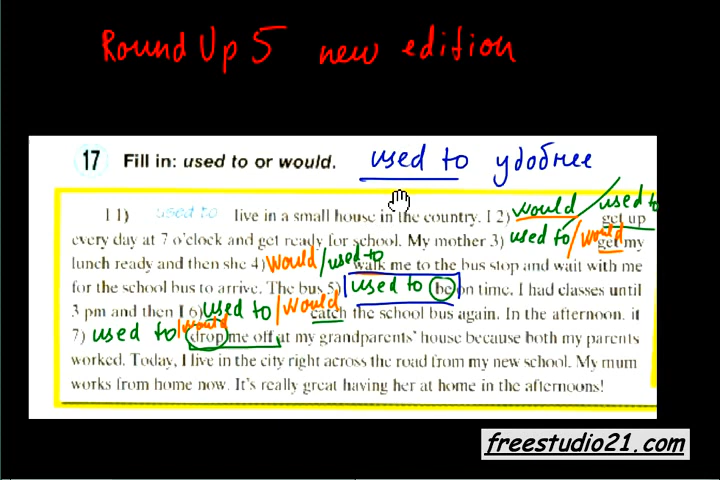 Round Up 5 new edition
17 Fill in: used to or would. used to удобнее
I 1) used to live in a small house in the country. I 2) would / used to get up
every day at 7 o'clock and get ready for school. My mother 3) used to/would get my
lunch ready and then she 4) would/used to walk me to the bus stop and wait with me
for the school bus to arrive. The bus 5) used to be on time. I had classes until
3 pm and then I 6) used to / would catch the school bus again. In the afternoon, it
7) used to/would drop me off at my grandparents' house because both my parents
worked. Today, I live in the city right across the road from my new school. My mum
works from home now. It's really great having her at home in the afternoons!
freestudio21.com